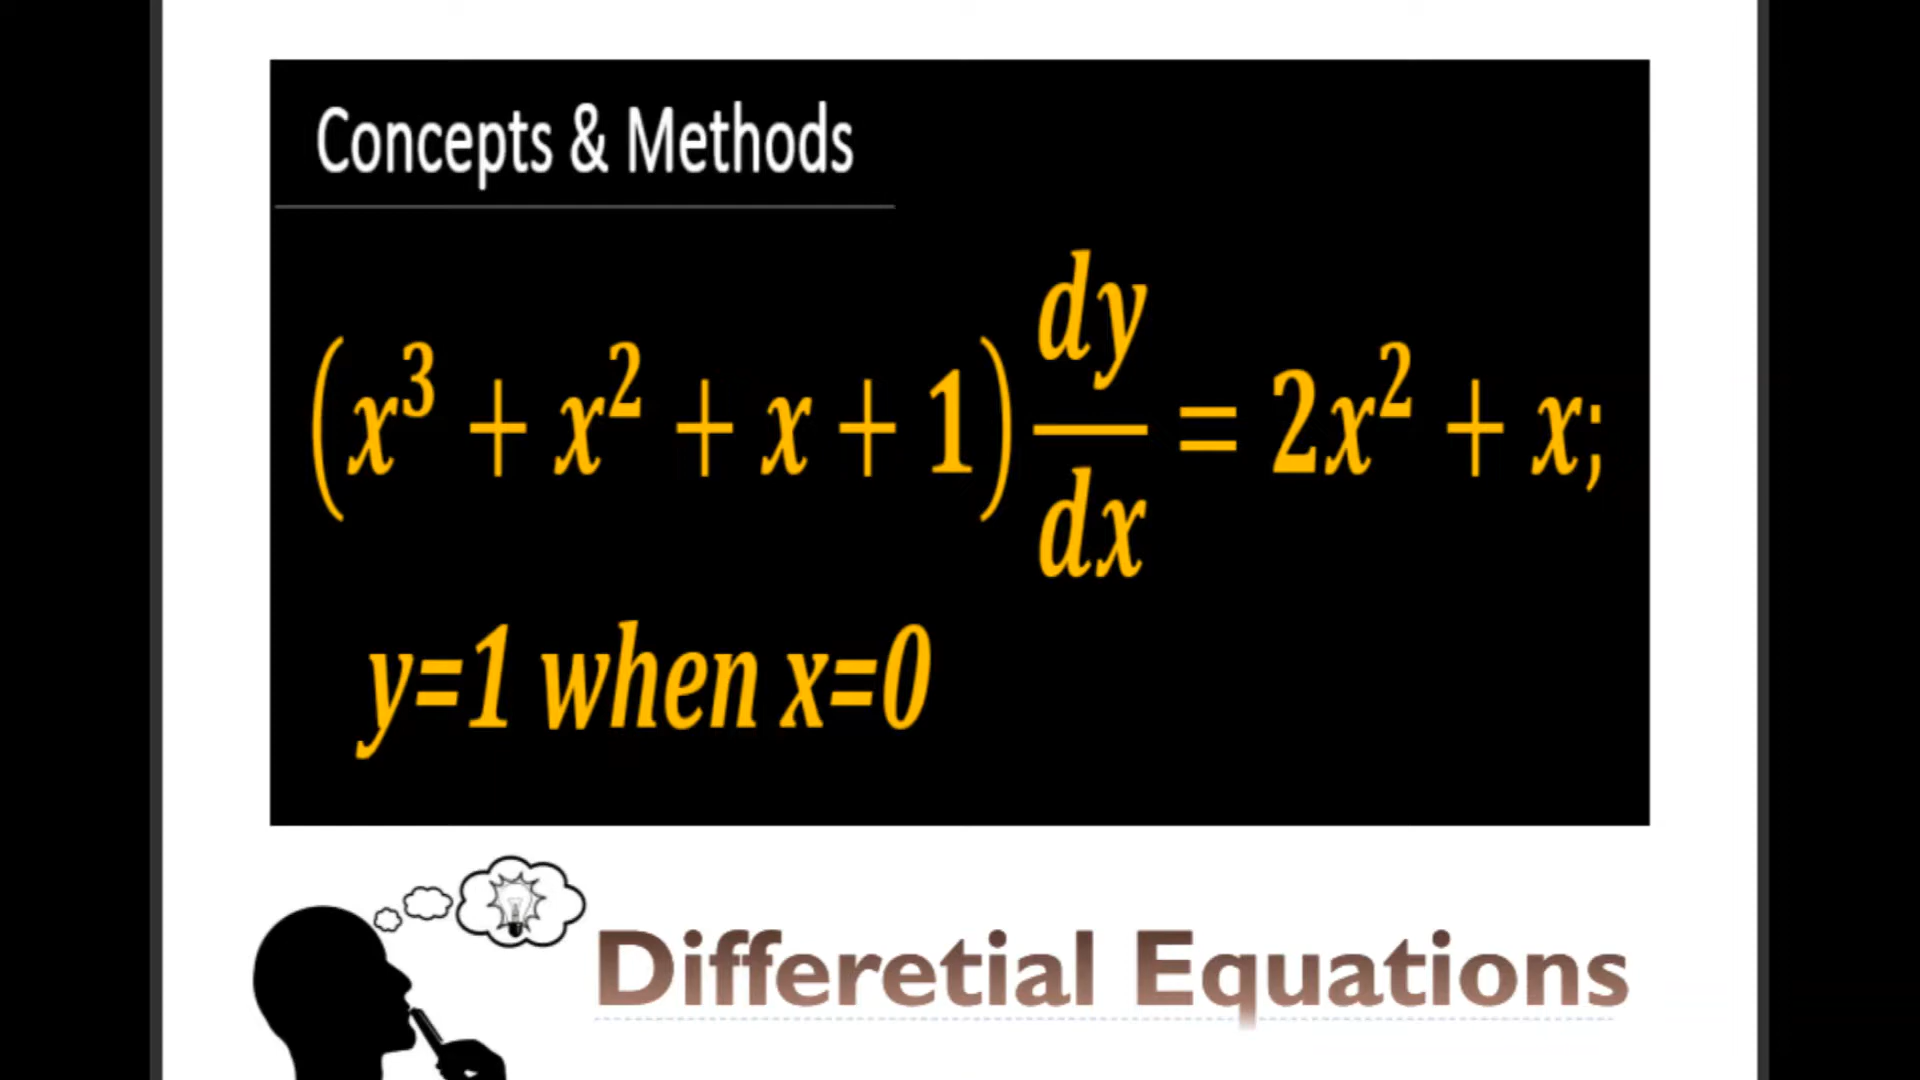 Concepts & Methods
(x³ + x² + x + 1) dy/dx = 2x² + x;
y=1 when x=0
Differetial Equations